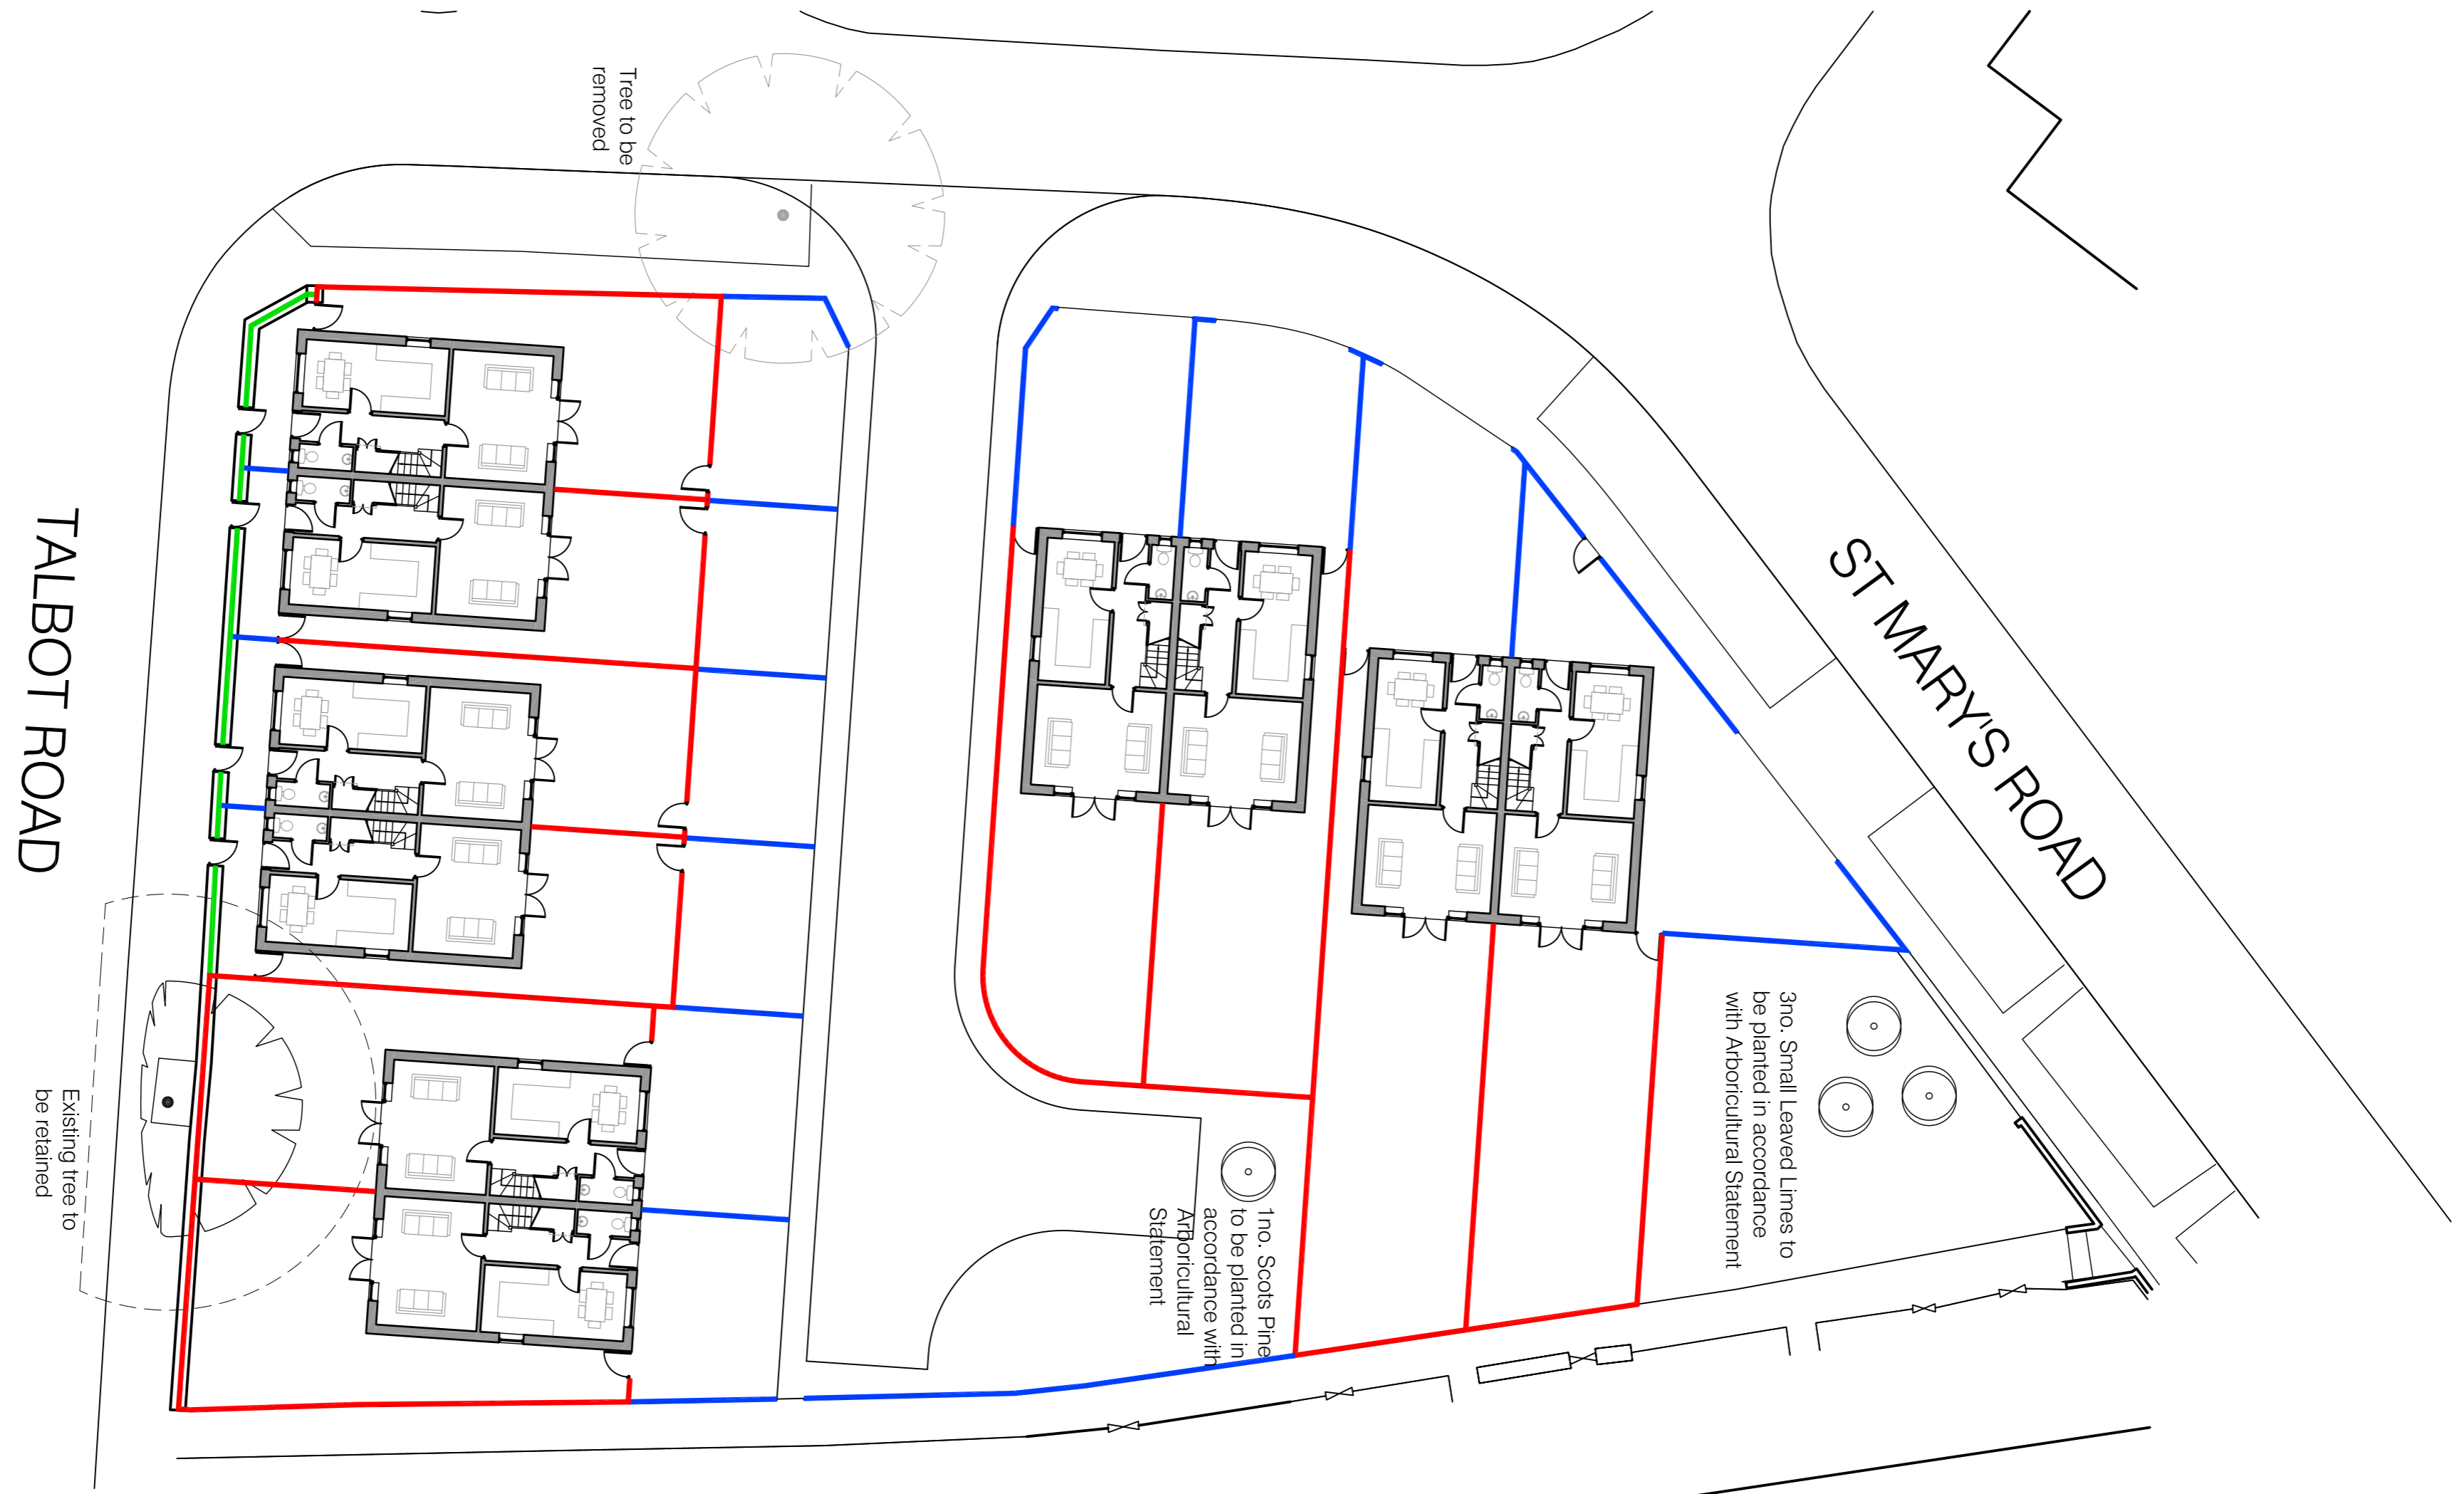 Tree to be
removed
TALBOT ROAD
ST MARY'S ROAD
3no. Small Leaved Limes to
be planted in accordance
with Arboricultural Statement
Existing tree to
be retained
1no. Scots Pine
to be planted in
accordance with
Arboricultural
Statement